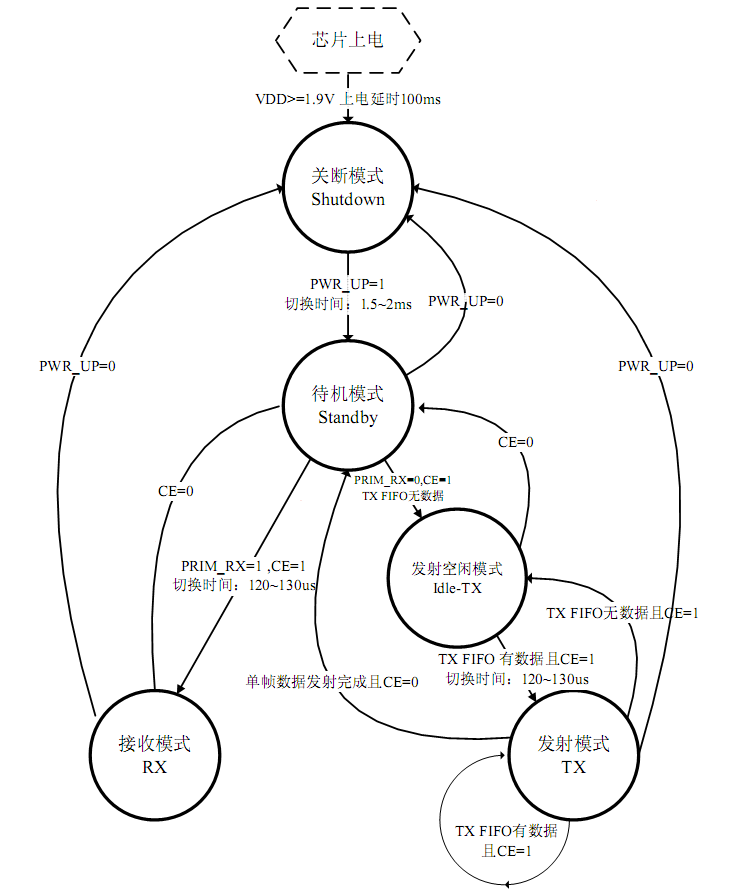 芯片上电
VDD>=1.9V 上电延时100ms
关断模式
Shutdown
PWR_UP=1
切换时间：1.5~2ms
PWR_UP=0
PWR_UP=0
PWR_UP=0
待机模式
Standby
CE=0
CE=0
PRIM_RX=0,CE=1
TX FIFO无数据
PRIM_RX=1 ,CE=1
切换时间：120~130us
发射空闲模式
Idle-TX
TX FIFO无数据且CE=1
TX FIFO 有数据且CE=1
切换时间：120~130us
单帧数据发射完成且CE=0
接收模式
RX
发射模式
TX
TX FIFO有数据
且CE=1